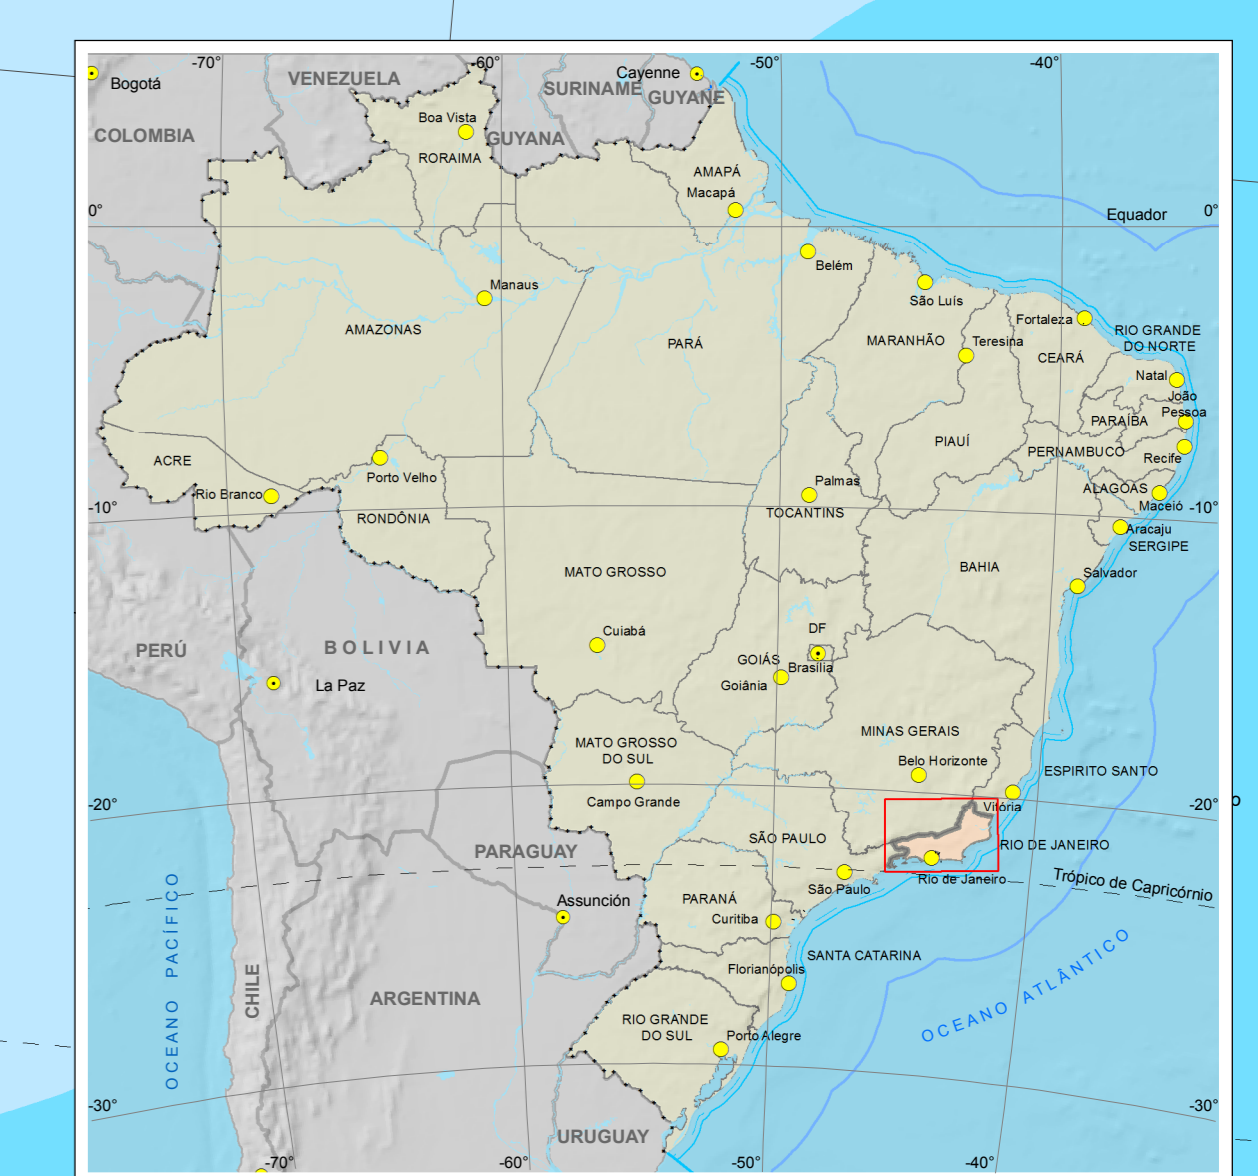 -70°
-60°
-50°
-40°
Bogotá
VENEZUELA
Cayenne
SURINAME
GUYANE
COLOMBIA
Boa Vista
GUYANA
RORAIMA
AMAPÁ
Macapá
0°
Equador
0°
Belém
Manaus
São Luís
AMAZONAS
PARÁ
MARANHÃO
Teresina
Fortaleza
CEARÁ
RIO GRANDE
DO NORTE
Natal
João
Pessoa
PARAÍBA
PIAUÍ
PERNAMBUCO
Recife
ACRE
Porto Velho
Rio Branco
Palmas
ALAGOAS
Maceió
-10°
RONDÔNIA
TOCANTINS
-10°
Aracaju
SERGIPE
MATO GROSSO
BAHIA
Salvador
Cuiabá
DF
PERÚ
BOLIVIA
GOIÁS
Brasília
La Paz
Goiânia
MATO GROSSO
DO SUL
MINAS GERAIS
Belo Horizonte
ESPIRITO SANTO
Campo Grande
-20°
Vitória
-20°
o
SÃO PAULO
RIO DE JANEIRO
PARAGUAY
São Paulo
Rio de Janeiro
Trópico de Capricórnio
Assunción
PARANÁ
Curitiba
OCEANO PACÍFICO
SANTA CATARINA
Florianópolis
OCEANO ATLÂNTICO
CHILE
ARGENTINA
RIO GRANDE
DO SUL
Porto Alegre
-30°
-30°
URUGUAY
-70°
-60°
-50°
-40°